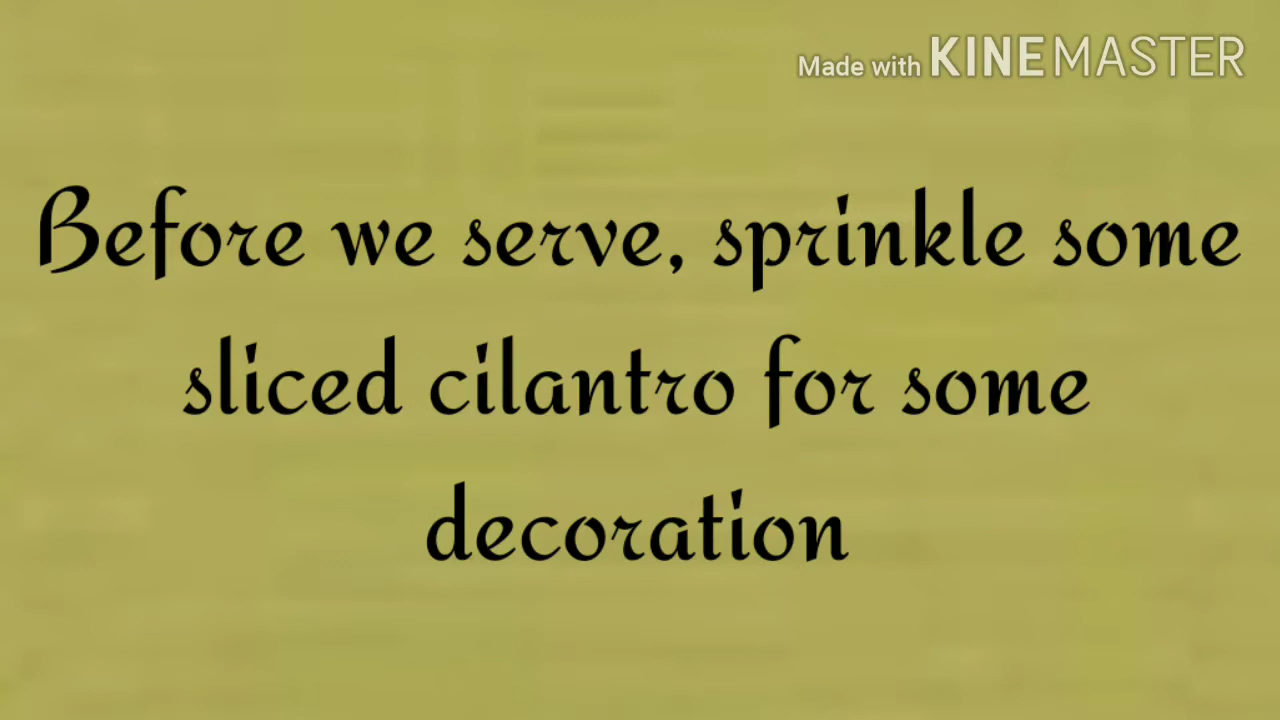 Made with KINEMASTER
Before we serve, sprinkle some
sliced cilantro for some
decoration